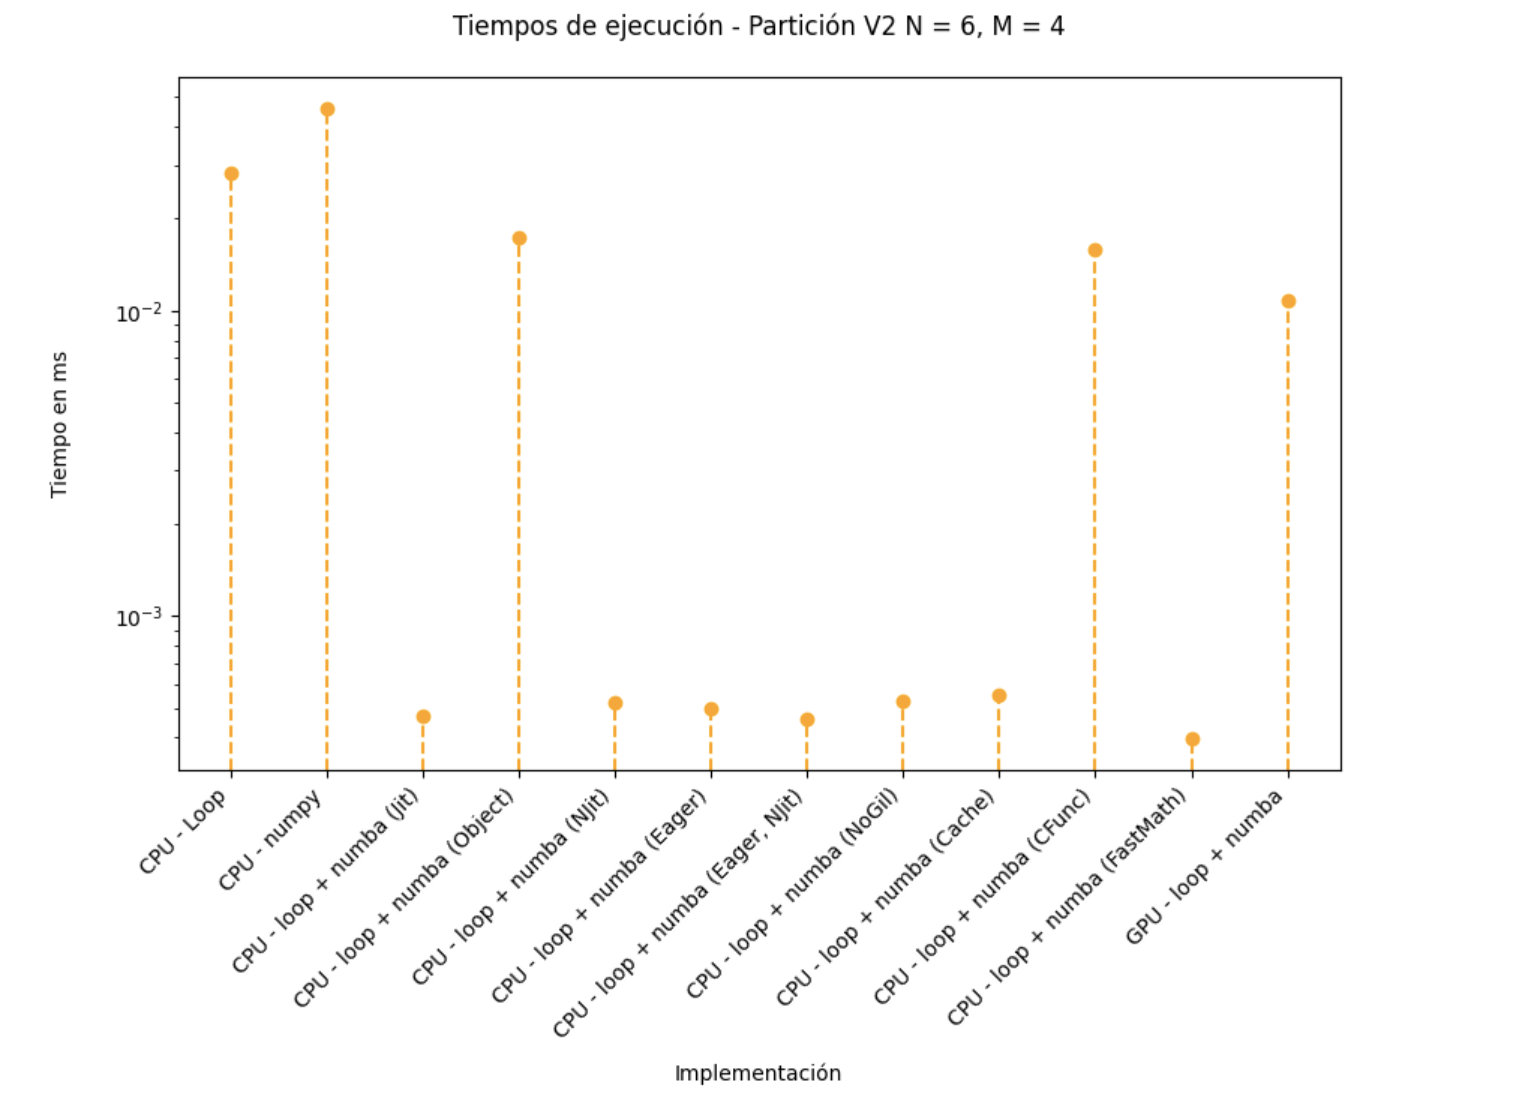 Tiempos de ejecución - Partición V2 N = 6, M = 4
10⁻²
10⁻³
Tiempo en ms
CPU - Loop
CPU - numpy
CPU - loop + numba (Jit)
CPU - loop + numba (Object)
CPU - loop + numba (NJit)
CPU - loop + numba (Eager)
CPU - loop + numba (Eager, NJit)
CPU - loop + numba (NoGil)
CPU - loop + numba (Cache)
CPU - loop + numba (CFunc)
CPU - loop + numba (FastMath)
GPU - loop + numba
Implementación